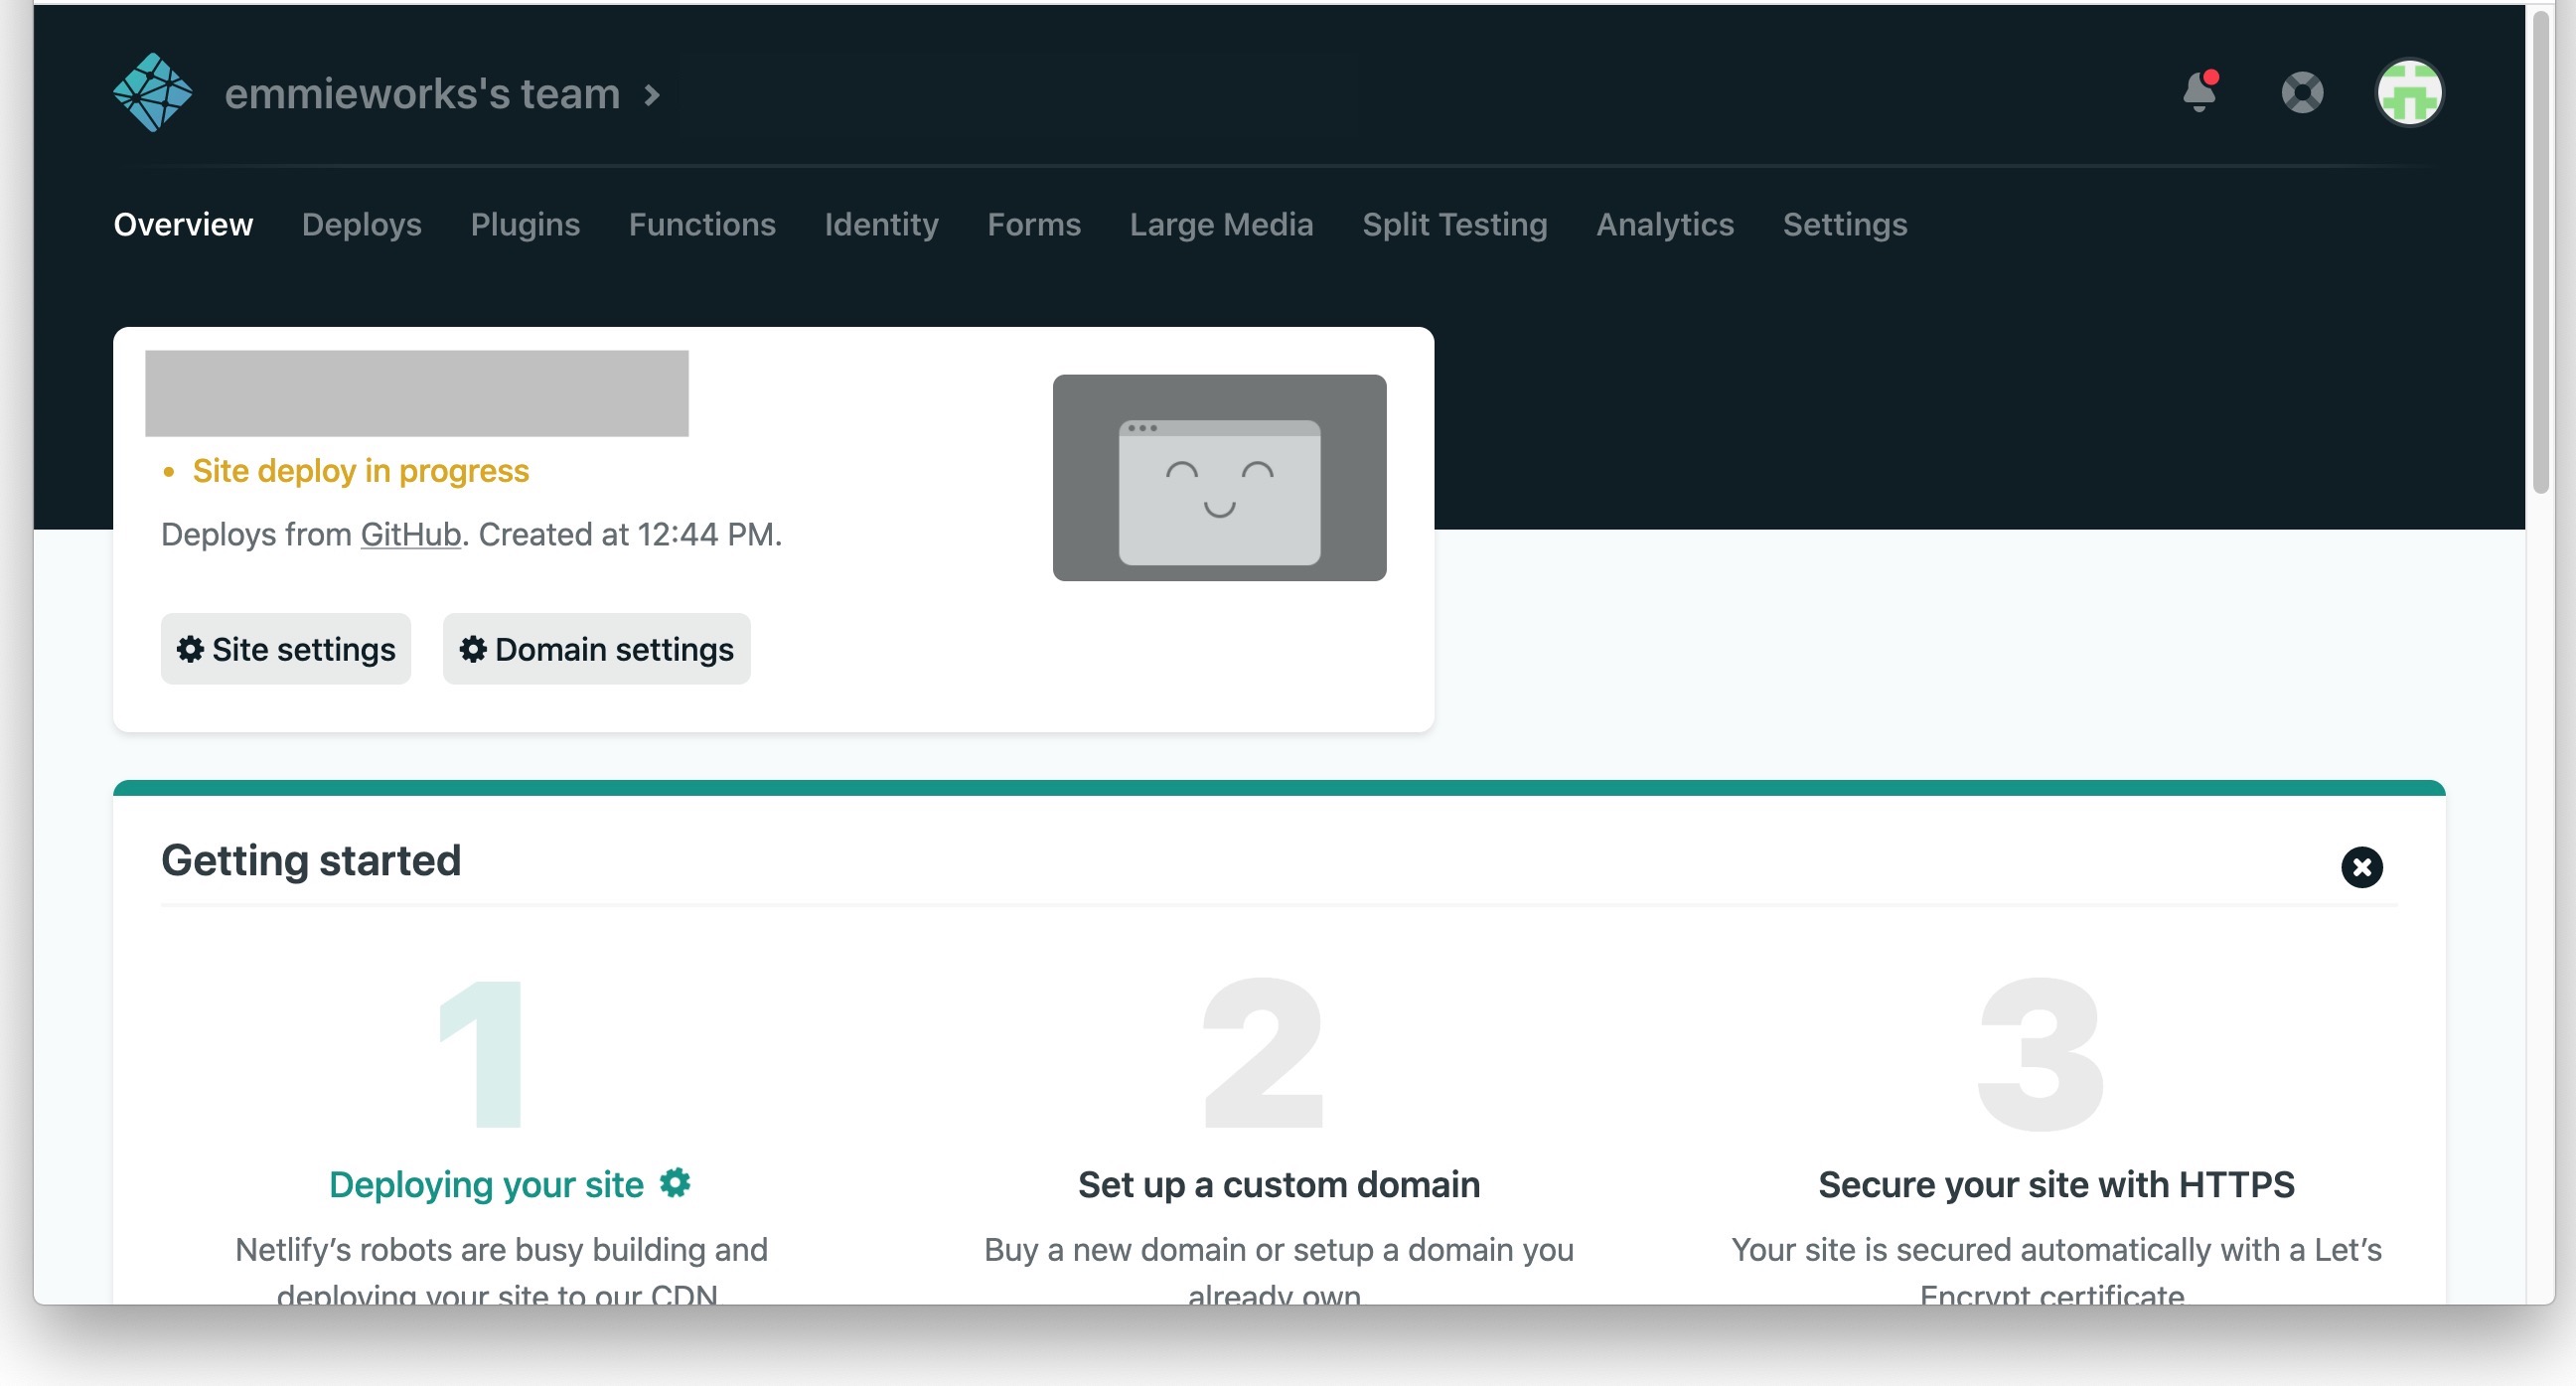 emmieworks's team
Overview Deploys Plugins Functions Identity Forms Large Media Split Testing Analytics Settings
Site deploy in progress
Deploys from GitHub. Created at 12:44 PM.
Site settings Domain settings
Getting started
1
Deploying your site
Netlify’s robots are busy building and
deploying your site to our CDN
2
Set up a custom domain
Buy a new domain or setup a domain you
already own
3
Secure your site with HTTPS
Your site is secured automatically with a Let’s
Encrypt certificate